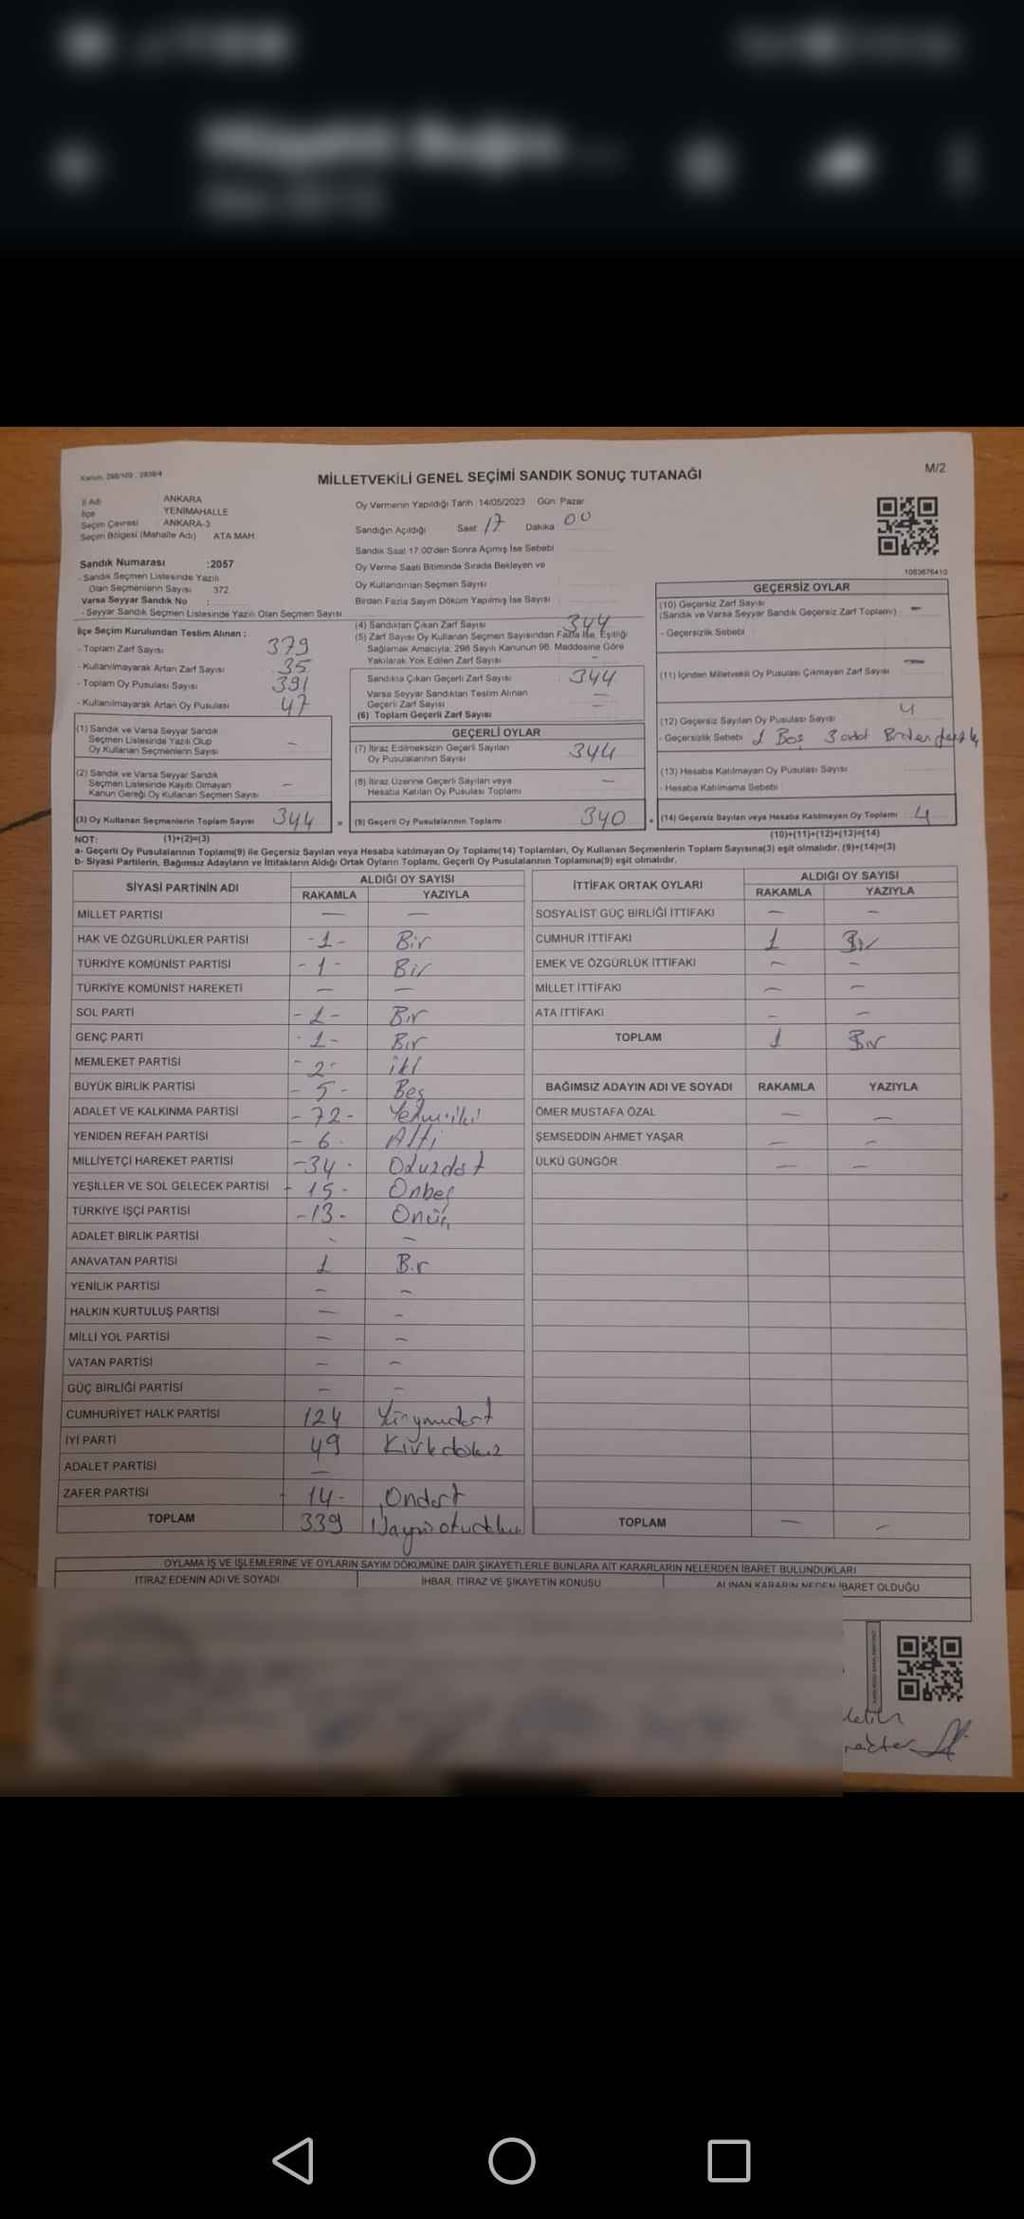 Kanun: 298/109 - 2839/4
MİLLETVEKİLİ GENEL SEÇİMİ SANDIK SONUÇ TUTANAĞI
M/2
İl Adı ANKARA
İlçe YENİMAHALLE
Seçim Çevresi ANKARA-3
Seçim Bölgesi (Mahalle Adı) ATA MAH.
Oy Vermenin Yapıldığı Tarih :14/05/2023 Gün: Pazar
Sandığın Açıldığı Saat 17 Dakika 00
Sandık Saat 17.00'den Sonra Açımış İse Sebebi
Oy Verme Saati Bitiminde Sırada Bekleyen ve
Oy Kullandırılan Seçmen Sayısı
Birden Fazla Sayım Döküm Yapılmış İse Sayısı
Sandık Numarası :2057
- Sandık Seçmen Listesinde Yazılı
Olan Seçmenlerin Sayısı 372
Varsa Seyyar Sandık No :
- Seyyar Sandık Seçmen Listesinde Yazılı Olan Seçmen Sayısı
1083676410
İlçe Seçim Kurulundan Teslim Alınan :
- Toplam Zarf Sayısı 379
- Kullanılmayarak Artan Zarf Sayısı 35
- Toplam Oy Pusulası Sayısı 391
- Kullanılmayarak Artan Oy Pusulası 47
(1) Sandık ve Varsa Seyyar Sandık
Seçmen Listesinde Yazılı Olup
Oy Kullanan Seçmenlerin Sayısı -
(2) Sandık ve Varsa Seyyar Sandık
Seçmen Listesinde Kayıtlı Olmayan
Kanun Gereği Oy Kullanan Seçmen Sayısı -
(3) Oy Kullanan Seçmenlerin Toplam Sayısı 344 =
(4) Sandıktan Çıkan Zarf Sayısı 344
(5) Zarf Sayısı Oy Kullanan Seçmen Sayısından Fazla İse, Eşitliği
Sağlamak Amacıyla, 298 Sayılı Kanunun 98. Maddesine Göre
Yakılarak Yok Edilen Zarf Sayısı -
Sandıkta Çıkan Geçerli Zarf Sayısı 344
Varsa Seyyar Sandıktan Teslim Alınan
Geçerli Zarf Sayısı -
(6) Toplam Geçerli Zarf Sayısı -
GEÇERLİ OYLAR
(7) İtiraz Edilmeksizin Geçerli Sayılan
Oy Pusulalarının Sayısı 344
(8) İtiraz Üzerine Geçerli Sayılan veya
Hesaba Katılan Oy Pusulası Toplamı -
(9) Geçerli Oy Pusulalarının Toplamı 340 +
GEÇERSİZ OYLAR
(10) Geçersiz Zarf Sayısı
(Sandık ve Varsa Seyyar Sandık Geçersiz Zarf Toplamı) -
- Geçersizlik Sebebi
(11) İçinden Milletvekili Oy Pusulası Çıkmayan Zarf Sayısı -
(12) Geçersiz Sayılan Oy Pusulası Sayısı 4
- Geçersizlik Sebebi 1 Boş 3 adet Birden fazla
(13) Hesaba Katılmayan Oy Pusulası Sayısı
- Hesaba Katılmama Sebebi
(14) Geçersiz Sayılan veya Hesaba Katılmayan Oy Toplamı 4
NOT: (1)+(2)=(3) (10)+(11)+(12)+(13)=(14)
a- Geçerli Oy Pusulalarının Toplamı(9) ile Geçersiz Sayılan veya Hesaba katılmayan Oy Toplamı(14) Toplamları, Oy Kullanan Seçmenlerin Toplam Sayısına(3) eşit olmalıdır. (9)+(14)=(3)
b- Siyasi Partilerin, Bağımsız Adayların ve İttifakların Aldığı Ortak Oyların Toplamı, Geçerli Oy Pusulalarının Toplamına(9) eşit olmalıdır.
SİYASİ PARTİNİN ADI ALDIĞI OY SAYISI
RAKAMLA YAZIYLA
MİLLET PARTİSİ - -
HAK VE ÖZGÜRLÜKLER PARTİSİ -1- Bir
TÜRKİYE KOMÜNİST PARTİSİ -1- Bir
TÜRKİYE KOMÜNİST HAREKETİ - -
SOL PARTİ -1- Bir
GENÇ PARTİ -1- Bir
MEMLEKET PARTİSİ -2- iki
BÜYÜK BİRLİK PARTİSİ -5- Beş
ADALET VE KALKINMA PARTİSİ -72- Yetmişiki
YENİDEN REFAH PARTİSİ -6- Altı
MİLLİYETÇİ HAREKET PARTİSİ -34- Otuzdört
YEŞİLLER VE SOL GELECEK PARTİSİ -15- Onbeş
TÜRKİYE İŞÇİ PARTİSİ -13- Onüç
ADALET BİRLİK PARTİSİ - -
ANAVATAN PARTİSİ 1 Bir
YENİLİK PARTİSİ - -
HALKIN KURTULUŞ PARTİSİ - -
MİLLİ YOL PARTİSİ - -
VATAN PARTİSİ - -
GÜÇ BİRLİĞİ PARTİSİ - -
CUMHURİYET HALK PARTİSİ 124
İYİ PARTİ 49 Kırkdokuz
ADALET PARTİSİ -
ZAFER PARTİSİ 14- Ondört
TOPLAM 339
İTTİFAK ORTAK OYLARI ALDIĞI OY SAYISI
RAKAMLA YAZIYLA
SOSYALİST GÜÇ BİRLİĞİ İTTİFAKI - -
CUMHUR İTTİFAKI 1 Bir
EMEK VE ÖZGÜRLÜK İTTİFAKI - -
MİLLET İTTİFAKI - -
ATA İTTİFAKI - -
TOPLAM 1 Bir
BAĞIMSIZ ADAYIN ADI VE SOYADI RAKAMLA YAZIYLA
ÖMER MUSTAFA ÖZAL - -
ŞEMSEDDİN AHMET YAŞAR - -
ÜLKÜ GÜNGÖR - -
TOPLAM - -
OYLAMA İŞ VE İŞLEMLERİNE VE OYLARIN SAYIM DÖKÜMÜNE DAİR ŞİKAYETLERLE BUNLARA AİT KARARLARIN NELERDEN İBARET BULUNDUKLARI
İTİRAZ EDENİN ADI VE SOYADI İHBAR, İTİRAZ VE ŞİKAYETİN KONUSU ALINAN KARARIN NEDEN İBARET OLDUĞU